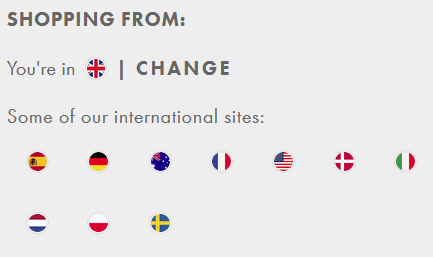 SHOPPING FROM:
You're in | CHANGE
Some of our international sites: